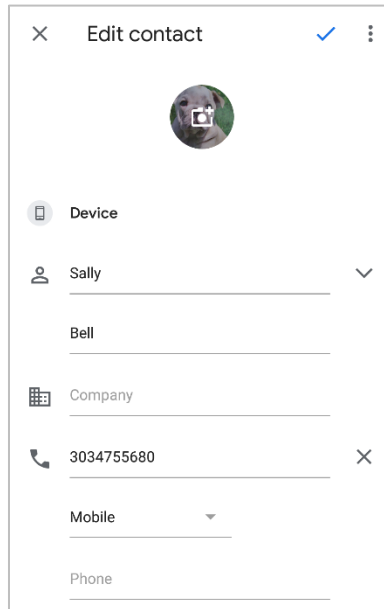 Edit contact
Device
Sally
Bell
Company
3034755680
Mobile
Phone